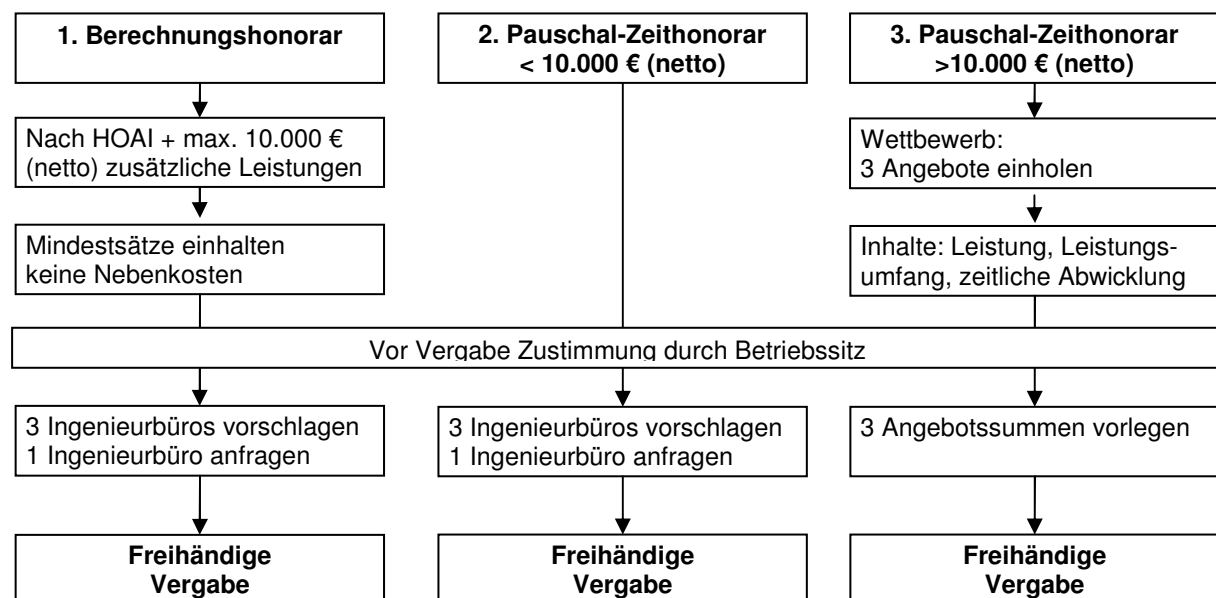 1. Berechnungshonorar
2. Pauschal-Zeithonorar
< 10.000 € (netto)
3. Pauschal-Zeithonorar
>10.000 € (netto)
Nach HOAI + max. 10.000 €
(netto) zusätzliche Leistungen
Wettbewerb:
3 Angebote einholen
Mindestsätze einhalten
keine Nebenkosten
Inhalte: Leistung, Leistungs-
umfang, zeitliche Abwicklung
Vor Vergabe Zustimmung durch Betriebssitz
3 Ingenieurbüros vorschlagen
1 Ingenieurbüro anfragen
3 Ingenieurbüros vorschlagen
1 Ingenieurbüro anfragen
3 Angebotssummen vorlegen
Freihändige
Vergabe
Freihändige
Vergabe
Freihändige
Vergabe